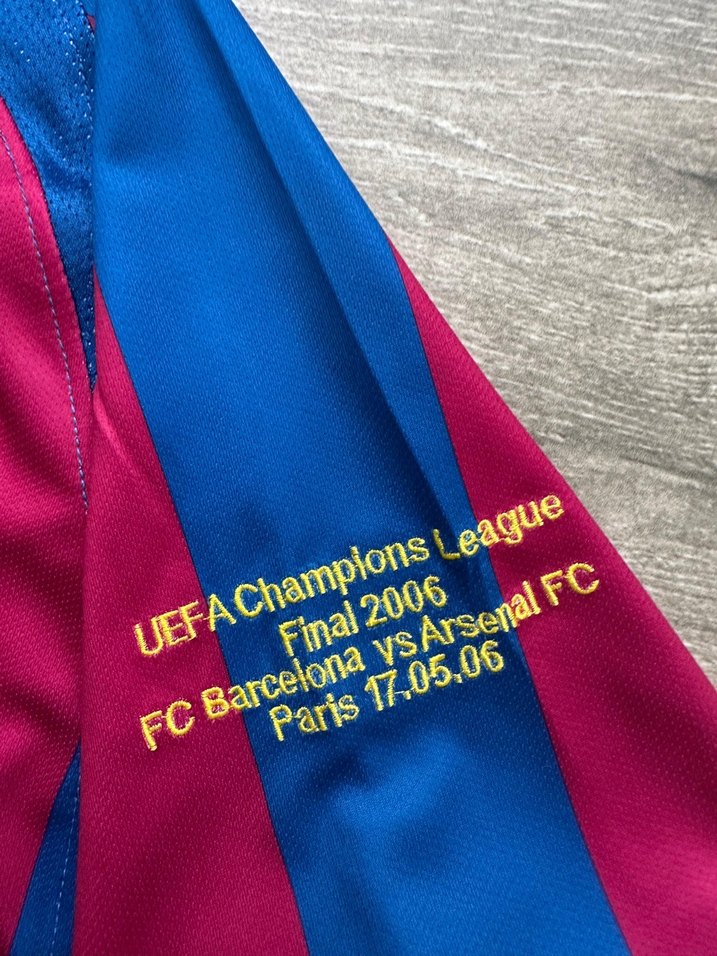 UEFA Champions League
Final 2006
FC Barcelona vs Arsenal FC
Paris 17.05.06